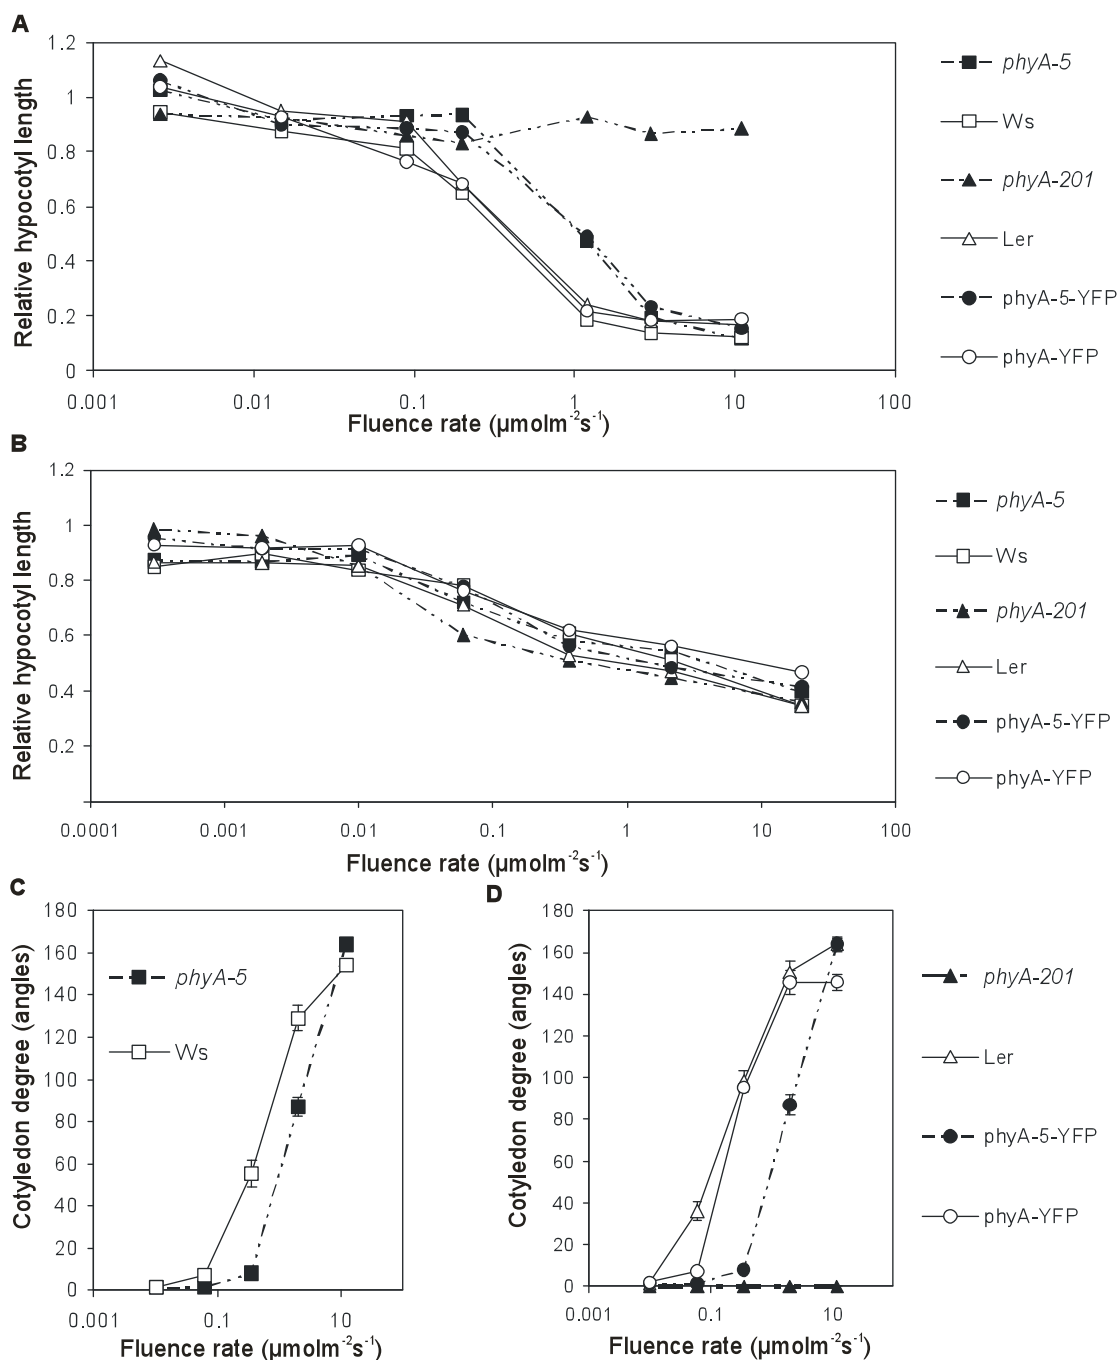 A
1.2
1
0.8
0.6
0.4
0.2
0
Relative hypocotyl length
0.001 0.01 0.1 1 10 100
Fluence rate (µmolm⁻²s⁻¹)
phyA-5
Ws
phyA-201
Ler
phyA-5-YFP
phyA-YFP
B
1.2
1
0.8
0.6
0.4
0.2
Relative hypocotyl length
0.0001 0.001 0.01 0.1 1 10 100
Fluence rate (µmolm⁻²s⁻¹)
phyA-5
Ws
phyA-201
Ler
phyA-5-YFP
phyA-YFP
C
180
160
140
120
100
80
60
40
20
0
Cotyledon degree (angles)
phyA-5
Ws
0.001 0.1 10
Fluence rate (µmolm⁻²s⁻¹)
D
180
160
140
120
100
80
60
40
20
0
Cotyledon degree (angles)
0.001 0.1 10
Fluence rate (µmolm⁻²s⁻¹)
phyA-201
Ler
phyA-5-YFP
phyA-YFP